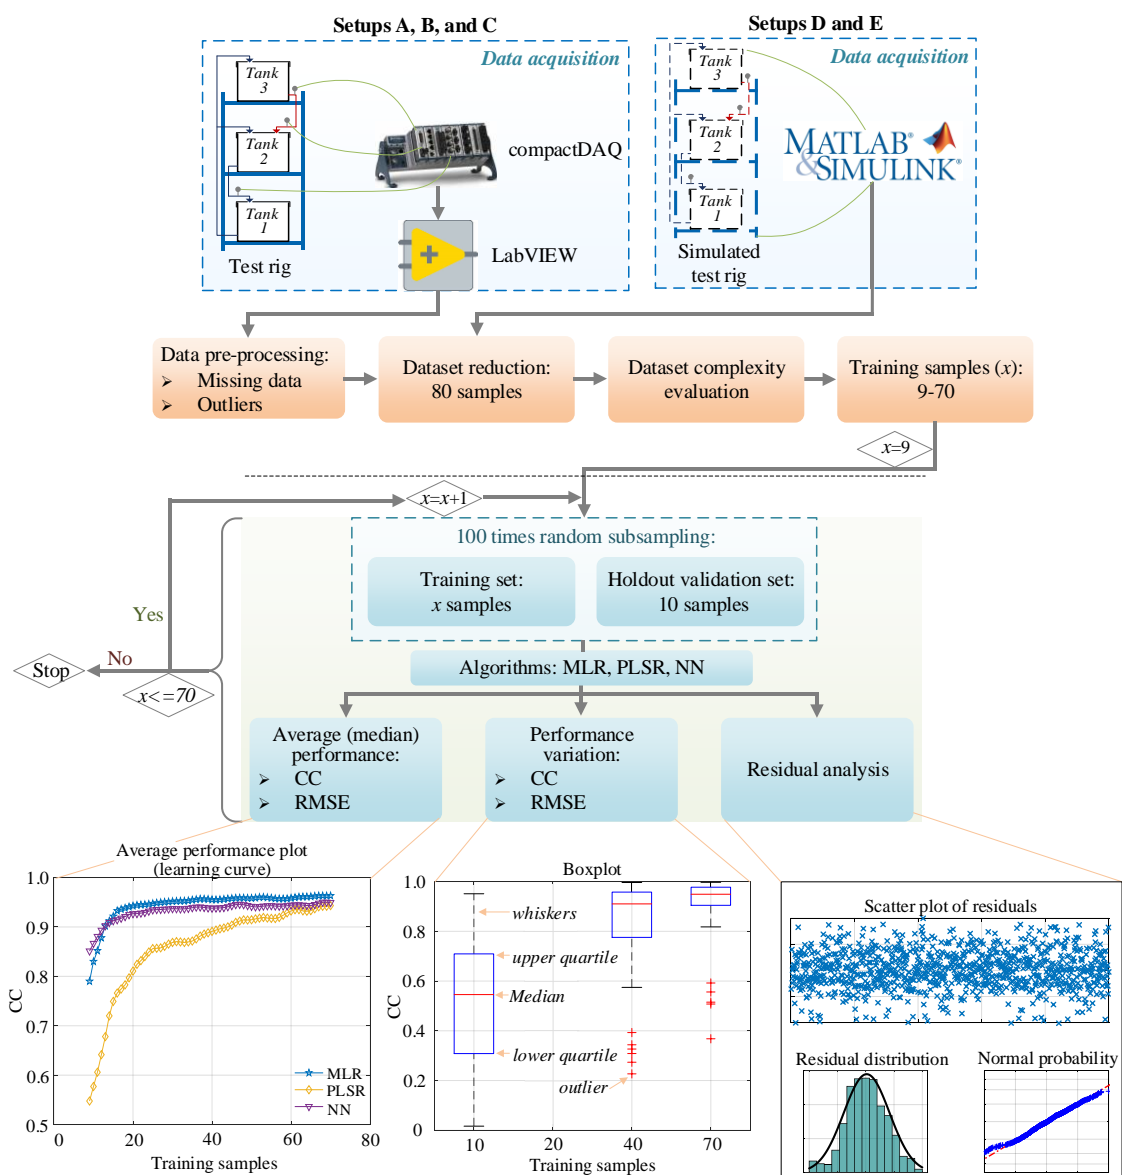 Setups A, B, and C
Setups D and E
Data acquisition
Tank
3
Tank
2
Tank
1
Test rig
compactDAQ
LabVIEW
Data acquisition
Tank
3
Tank
2
Tank
1
Simulated
test rig
MATLAB®
&SIMULINK®
Data pre-processing:
➢ Missing data
➢ Outliers
Dataset reduction:
80 samples
Dataset complexity
evaluation
Training samples (x):
9-70
x=9
x=x+1
100 times random subsampling:
Training set:
x samples
Holdout validation set:
10 samples
Yes
No
Stop
x<=70
Algorithms: MLR, PLSR, NN
Average (median)
performance:
➢ CC
➢ RMSE
Performance
variation:
➢ CC
➢ RMSE
Residual analysis
Average performance plot
(learning curve)
1.0
0.9
0.8
0.7
0.6
0.5
CC
0
20
40
60
80
Training samples
MLR
PLSR
NN
Boxplot
1.0
0.8
0.6
0.4
0.2
0
CC
whiskers
upper quartile
Median
lower quartile
outlier
10
20
40
70
Training samples
Scatter plot of residuals
Residual distribution
Normal probability